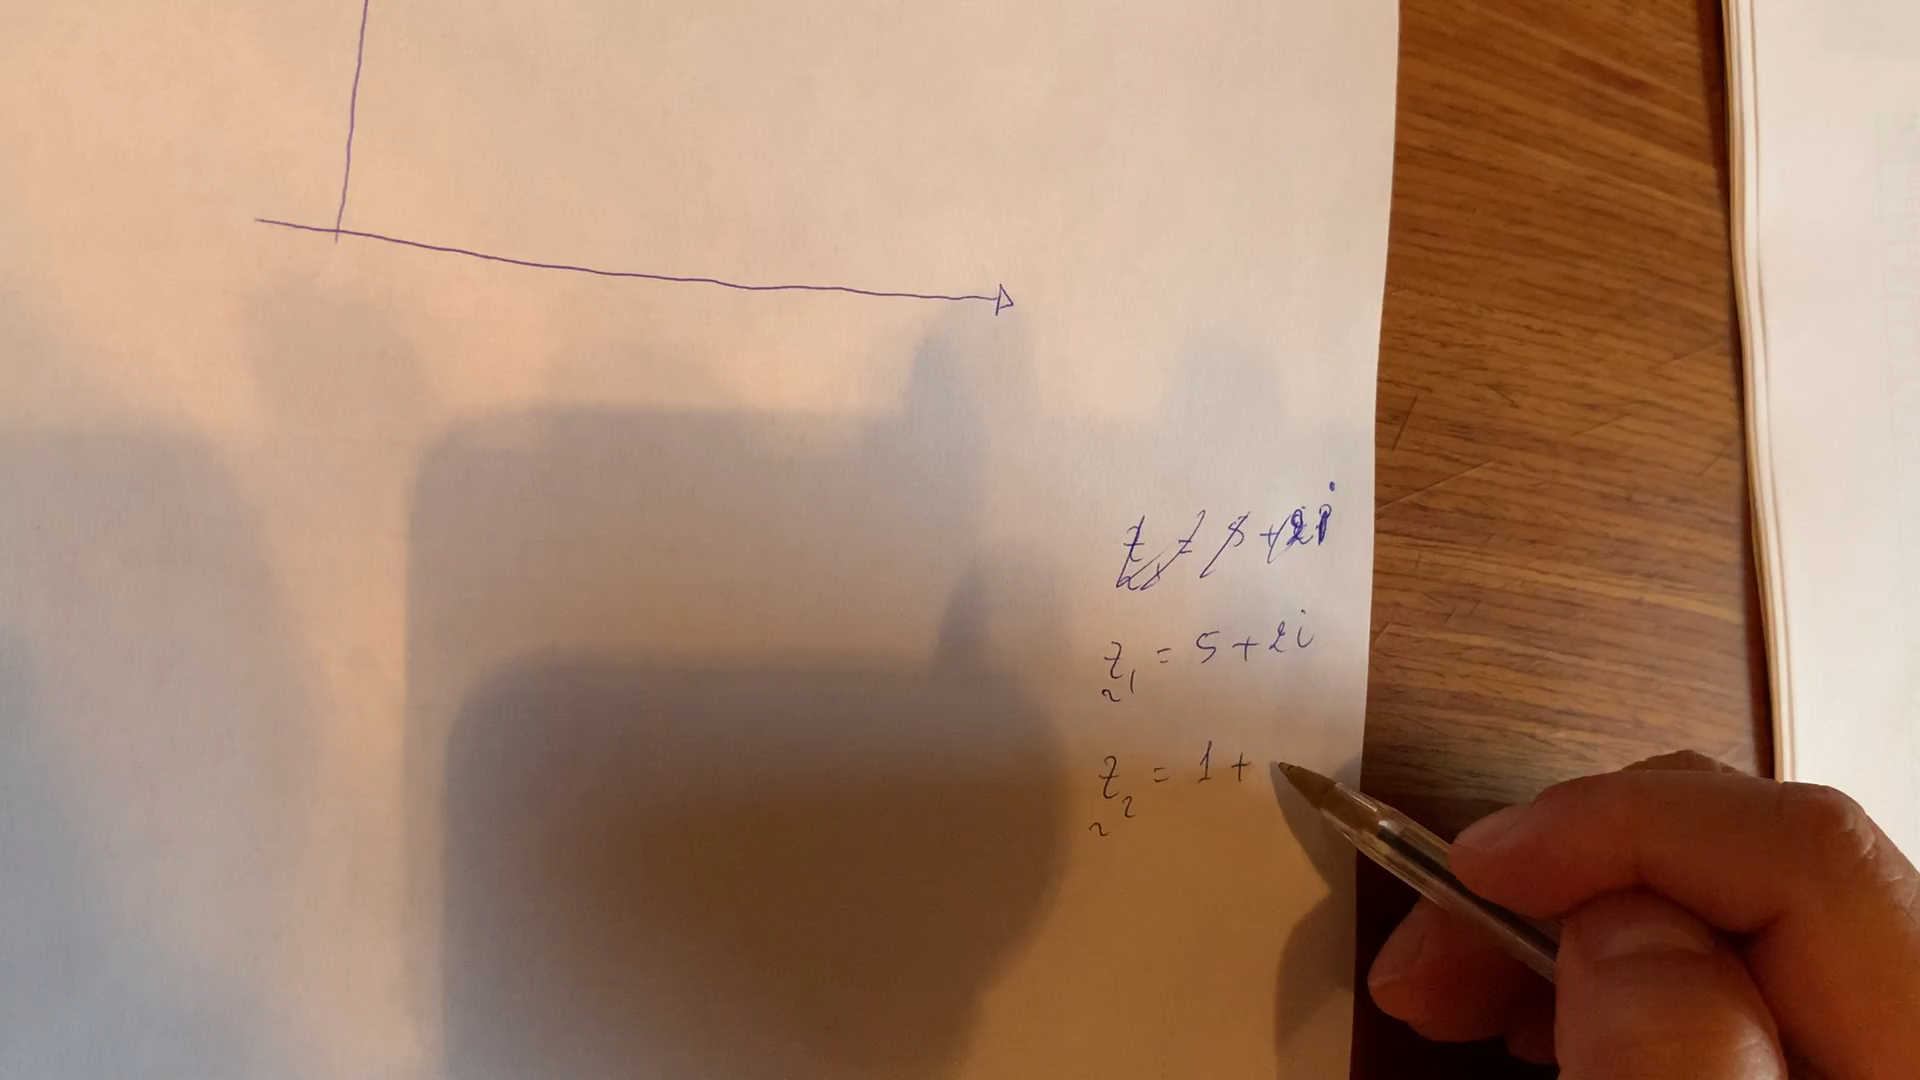 z₁ = 5+2i
z₂ = 1+